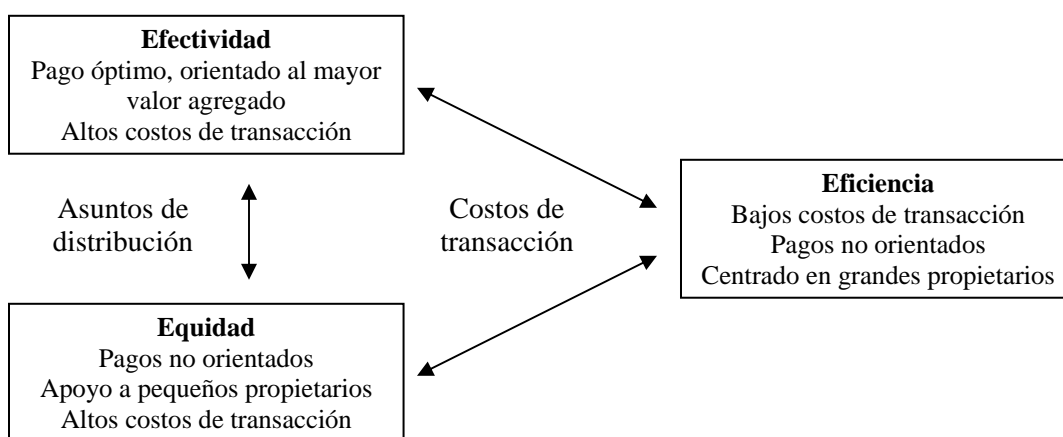 Efectividad
Pago óptimo, orientado al mayor
valor agregado
Altos costos de transacción
Asuntos de
distribución
Costos de
transacción
Eficiencia
Bajos costos de transacción
Pagos no orientados
Centrado en grandes propietarios
Equidad
Pagos no orientados
Apoyo a pequeños propietarios
Altos costos de transacción